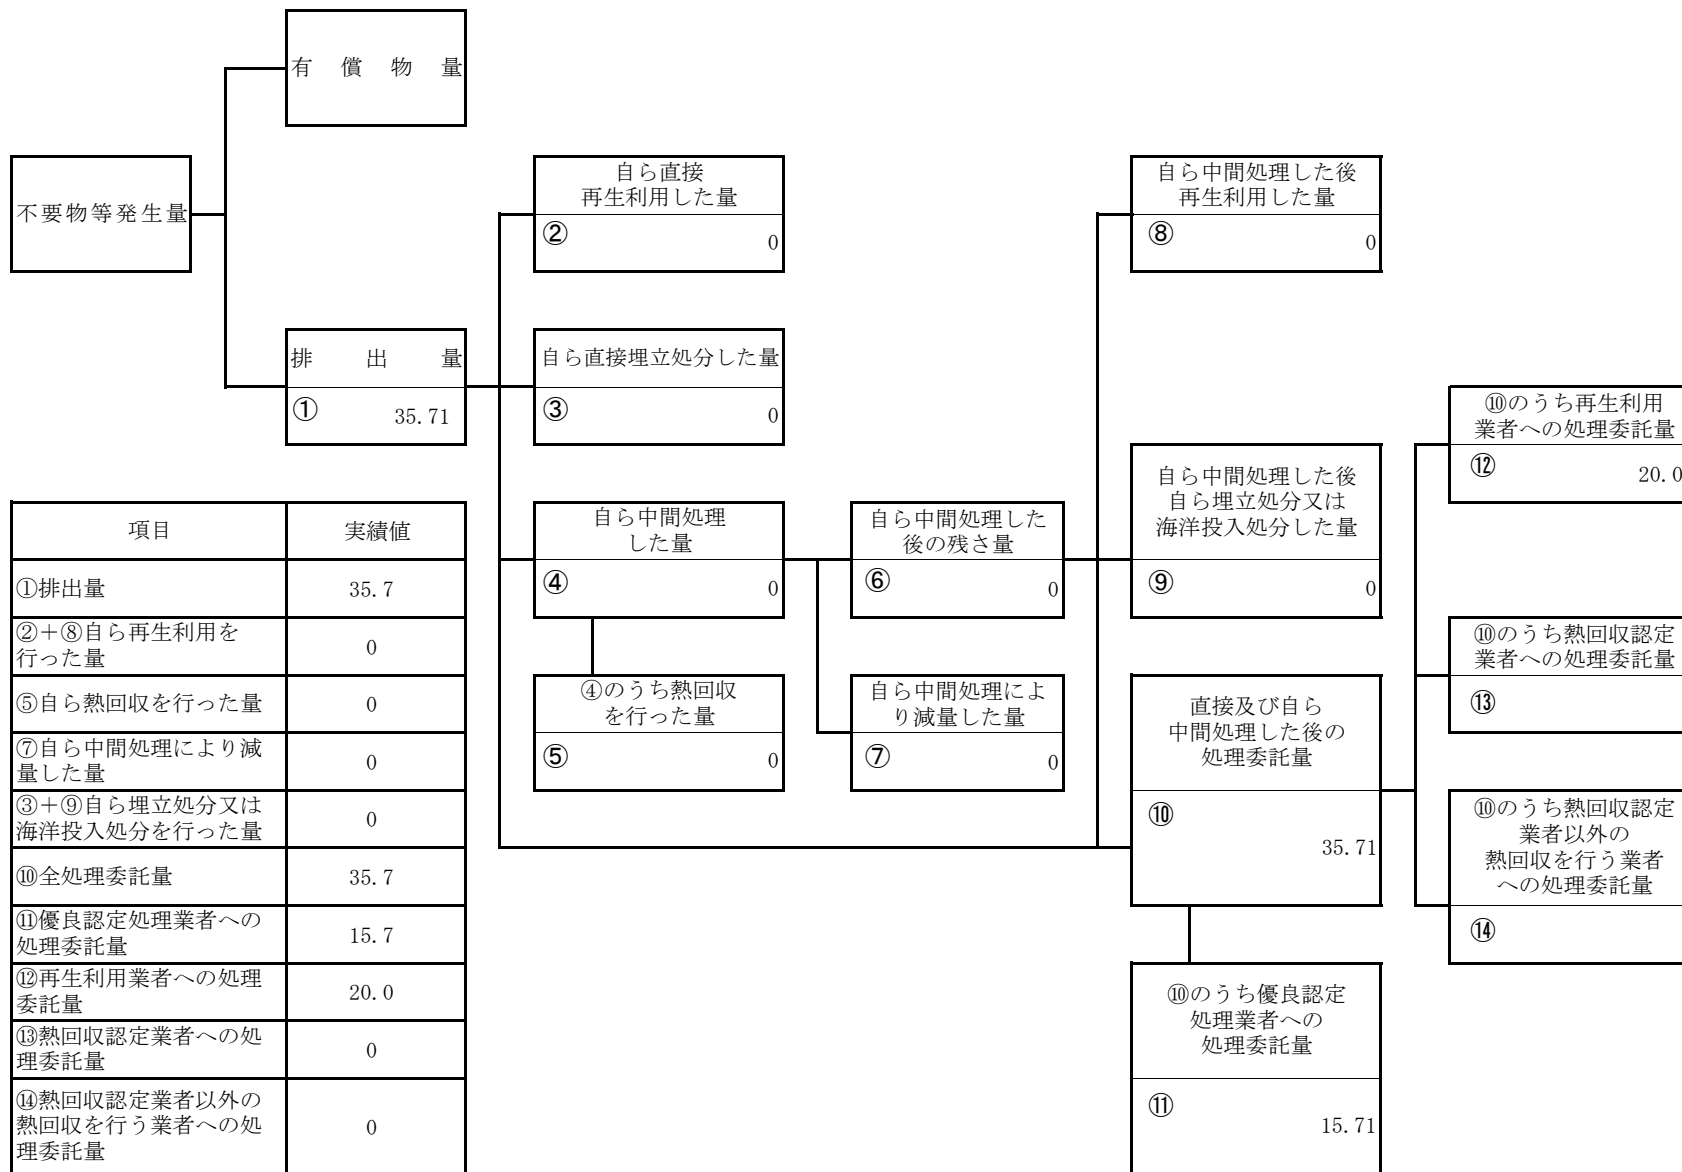 有償物量
不要物等発生量
自ら直接
再生利用した量
②
0
自ら中間処理した後
再生利用した量
⑧
0
排出量
①
35.71
自ら直接埋立処分した量
③
0
⑩のうち再生利用
業者への処理委託量
⑫
20.0
自ら中間処理
した量
④
0
自ら中間処理した
後の残さ量
⑥
0
自ら中間処理した後
自ら埋立処分又は
海洋投入処分した量
⑨
0
④のうち熱回収
を行った量
⑤
0
自ら中間処理によ
り減量した量
⑦
0
直接及び自ら
中間処理した後の
処理委託量
⑩
35.71
⑩のうち熱回収認定
業者への処理委託量
⑬
⑩のうち熱回収認定
業者以外の
熱回収を行う業者
への処理委託量
⑭
⑩のうち優良認定
処理業者への
処理委託量
⑪
15.71
項目 実績値
①排出量 35.7
②+⑧自ら再生利用を
行った量 0
⑤自ら熱回収を行った量 0
⑦自ら中間処理により減
量した量 0
③+⑨自ら埋立処分又は
海洋投入処分を行った量 0
⑩全処理委託量 35.7
⑪優良認定処理業者への
処理委託量 15.7
⑫再生利用業者への処理
委託量 20.0
⑬熱回収認定業者への処
理委託量 0
⑭熱回収認定業者以外の
熱回収を行う業者への処
理委託量 0